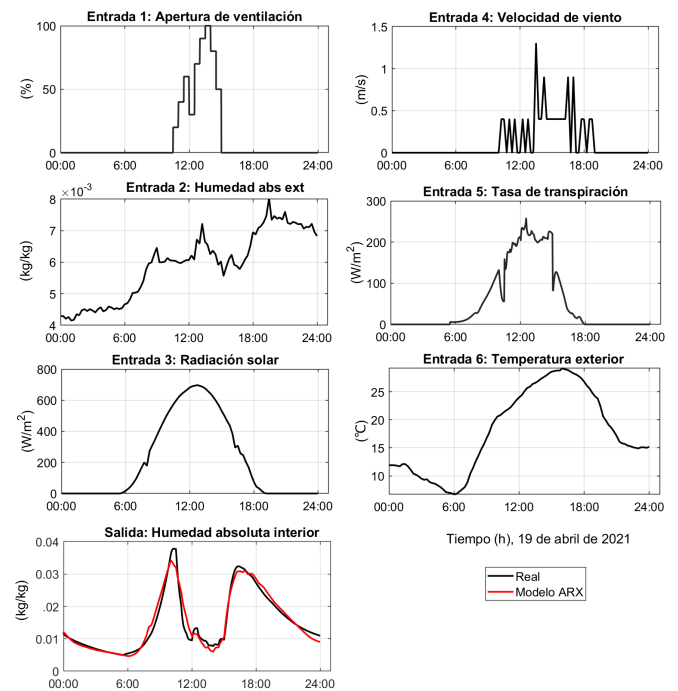 Entrada 1: Apertura de ventilación
100
50
0
(%)
00:00 6:00 12:00 18:00 24:00
Entrada 4: Velocidad de viento
1.5
1
0.5
0
(m/s)
00:00 6:00 12:00 18:00 24:00
×10-3
Entrada 2: Humedad abs ext
8
7
6
5
4
(kg/kg)
00:00 6:00 12:00 18:00 24:00
Entrada 5: Tasa de transpiración
300
200
100
0
(W/m2)
00:00 6:00 12:00 18:00 24:00
Entrada 3: Radiación solar
800
600
400
200
0
(W/m2)
00:00 6:00 12:00 18:00 24:00
Entrada 6: Temperatura exterior
25
20
15
10
(℃)
00:00 6:00 12:00 18:00 24:00
Salida: Humedad absoluta interior
0.04
0.03
0.02
0.01
0
(kg/kg)
00:00 6:00 12:00 18:00 24:00
Tiempo (h), 19 de abril de 2021
Real
Modelo ARX